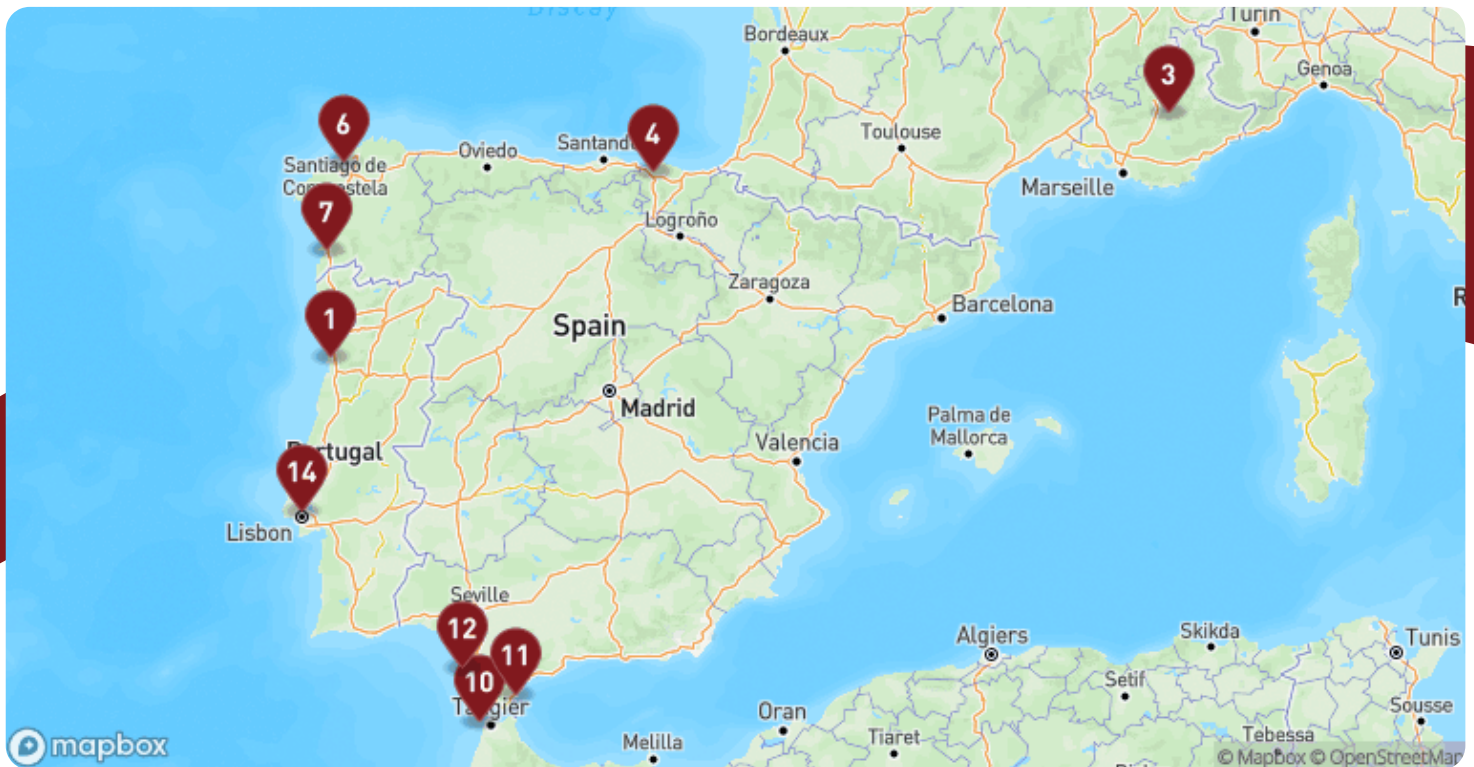 Biscay
Turin
Bordeaux
3
Genoa
6
4
Toulouse
Oviedo
Santand
Santiago de
Compostela
Marseille
7
Logroño
Zaragoza
Barcelona
R
1
Spain
Madrid
Palma de
Mallorca
Valencia
Portugal
14
Lisbon
Seville
12
11
10
Tangier
Algiers
Skikda
Tunis
Setif
Oran
Sousse
Tiaret
Melilla
Tebessa
mapbox
© Mapbox © OpenStreetMap